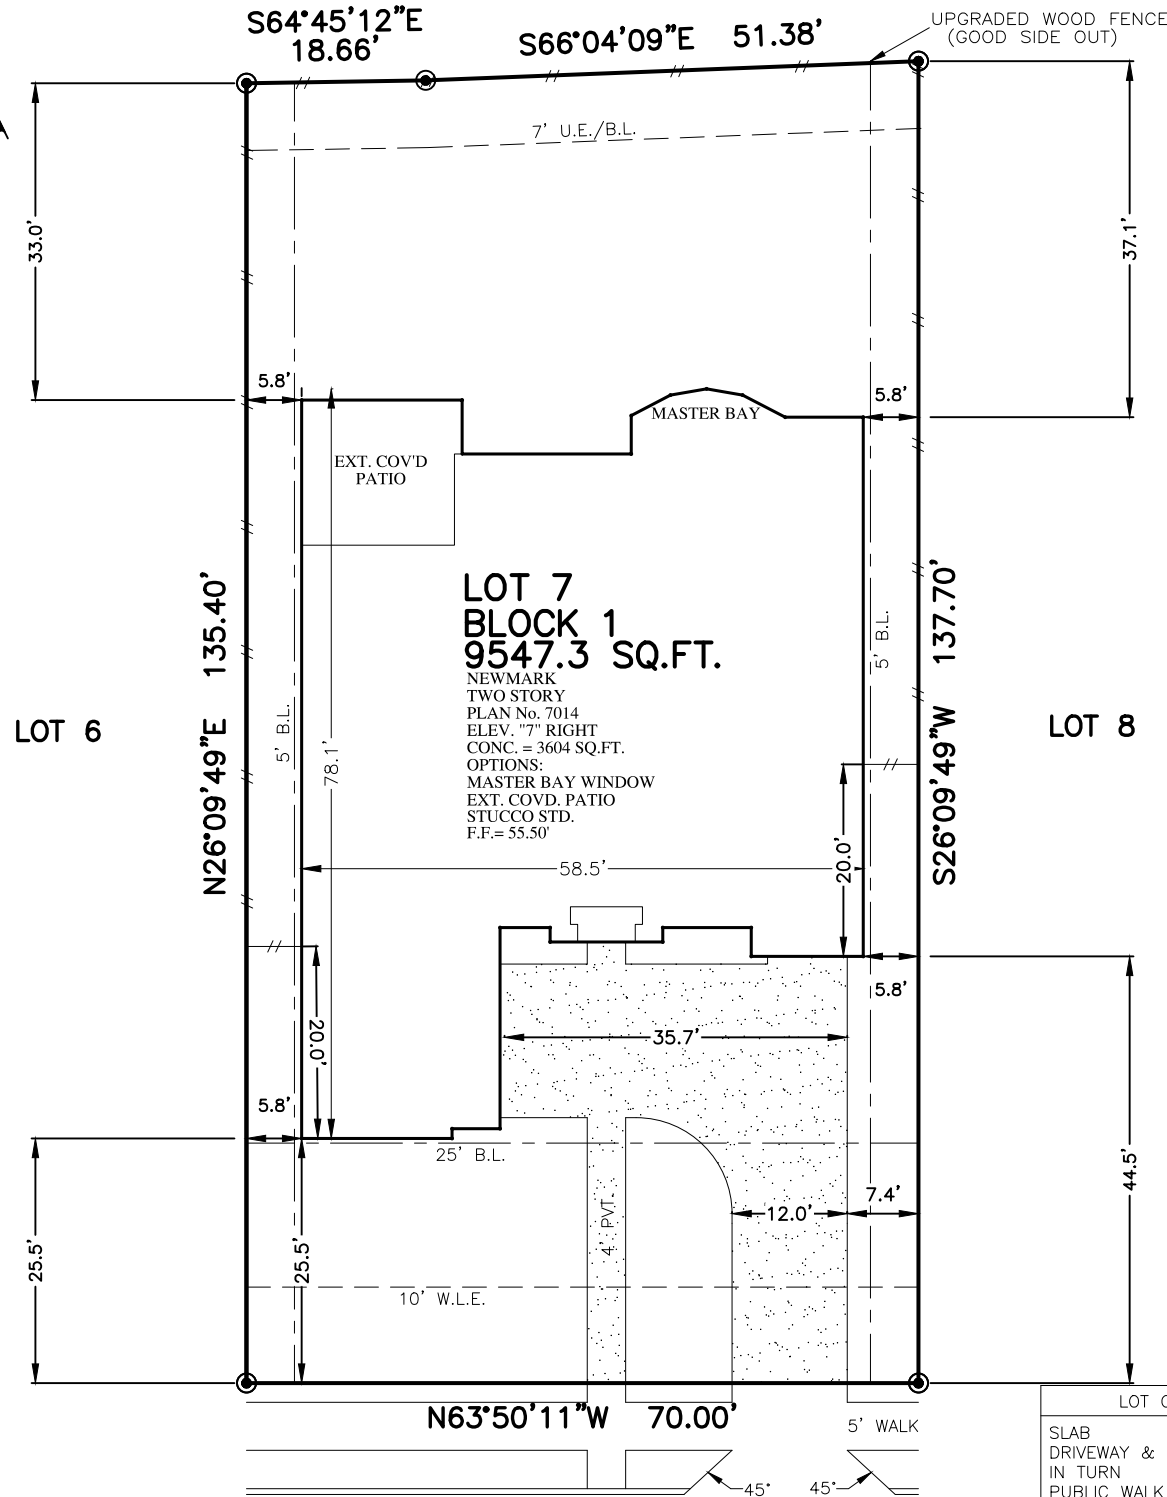 S64°45'12"E
18.66'
S66°04'09"E 51.38'
UPGRADED WOOD FENCE
(GOOD SIDE OUT)
7' U.E./B.L.
33.0'
37.1'
5.8'
5.8'
MASTER BAY
EXT. COV'D
PATIO
N26°09'49"E 135.40'
5' B.L.
78.1'
LOT 7
BLOCK 1
9547.3 SQ.FT.
NEWMARK
TWO STORY
PLAN No. 7014
ELEV. "7" RIGHT
CONC. = 3604 SQ.FT.
OPTIONS:
MASTER BAY WINDOW
EXT. COVD. PATIO
STUCCO STD.
F.F.= 55.50'
5' B.L.
S26°09'49"W 137.70'
LOT 6
LOT 8
58.5'
20.0'
20.0'
5.8'
35.7'
5.8'
25' B.L.
44.5'
7.4'
12.0'
4' PVT.
25.5'
25.5'
10' W.L.E.
N63°50'11"W 70.00'
5' WALK
45°
45°
LOT
SLAB
DRIVEWAY &
IN TURN
PUBLIC WALK